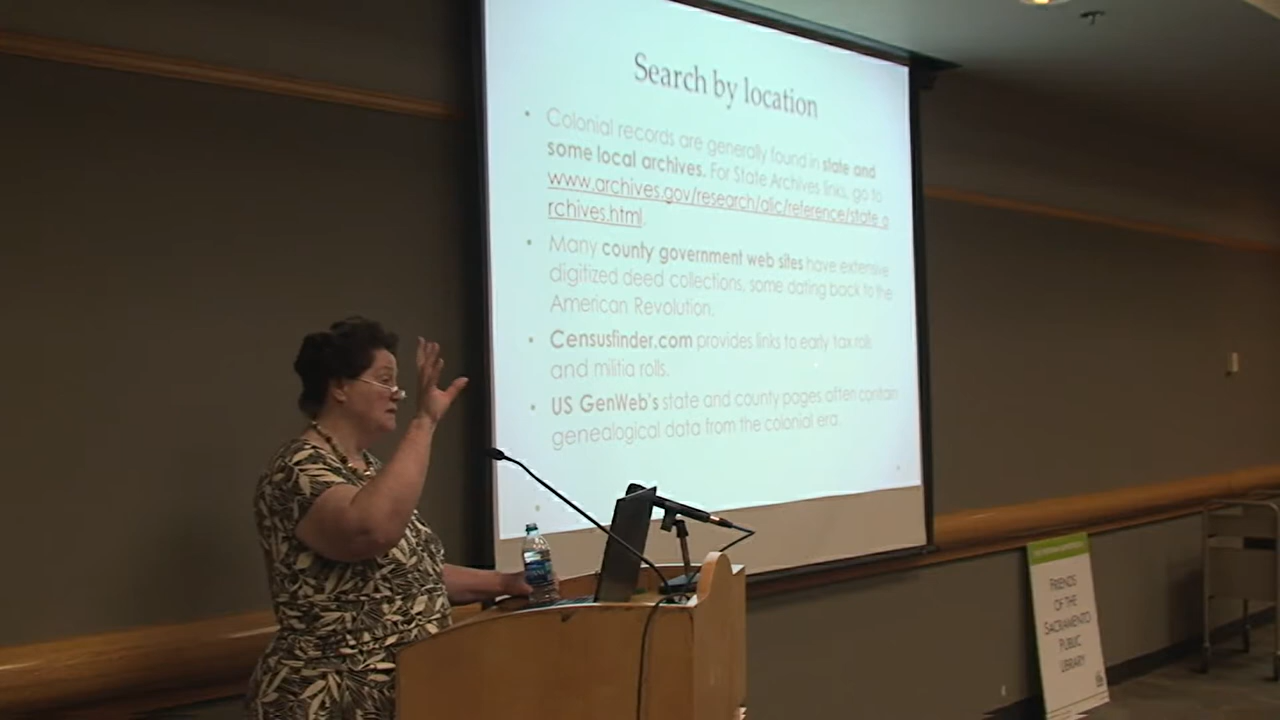 Search by location
• Colonial records are generally found in state and
some local archives. For State Archives links, go to
www.archives.gov/research/alic/reference/state_a
rchives.html.
• Many county government web sites have extensive
digitized deed collections, some dating back to the
American Revolution.
• Censusfinder.com provides links to early tax rolls
and militia rolls.
• US GenWeb's state and county pages often contain
genealogical data from the colonial era.
FRIENDS
OF THE
SACRAMENTO
PUBLIC
LIBRARY